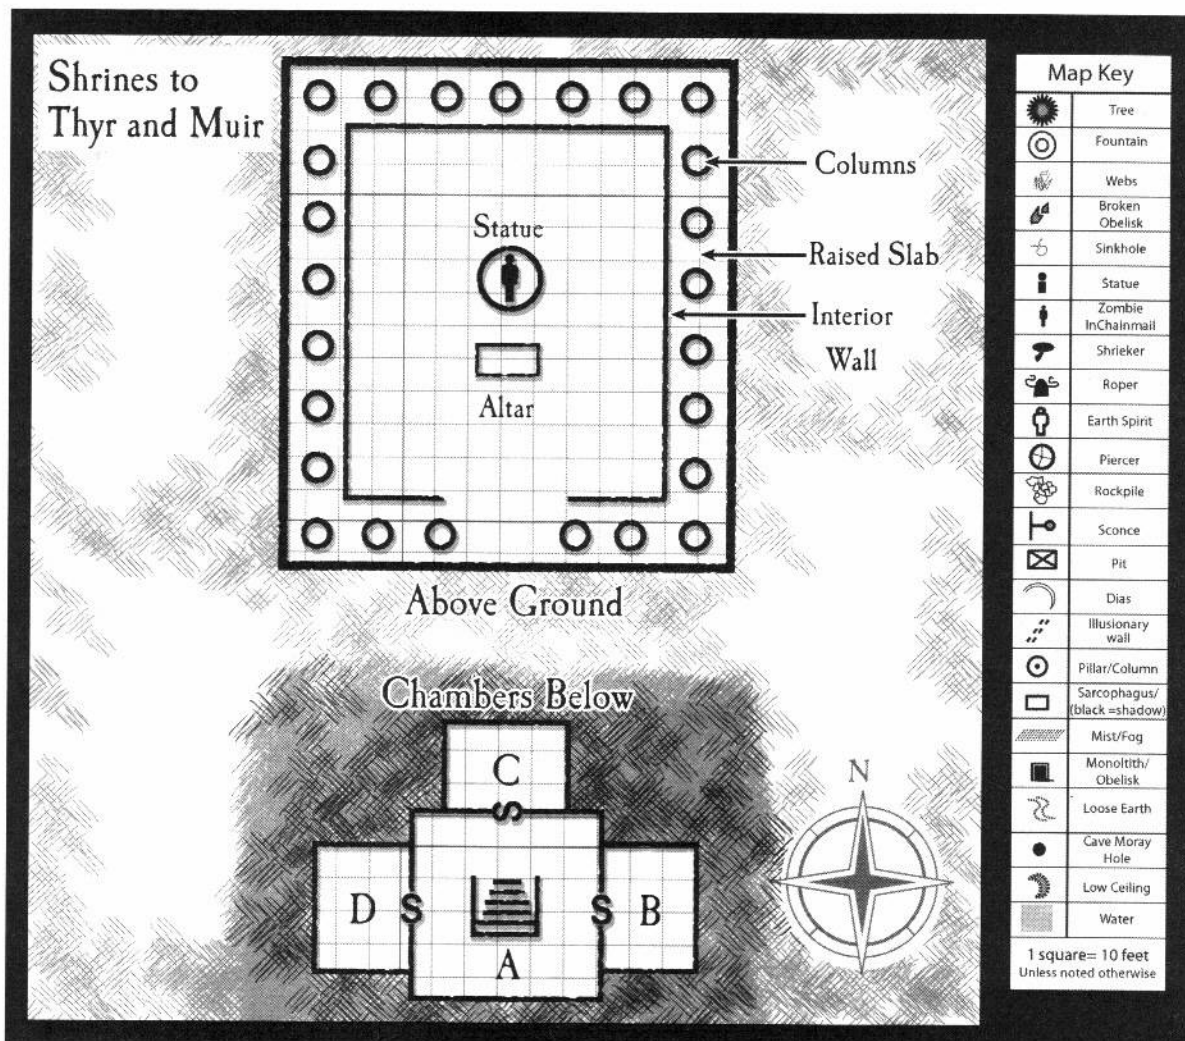 Shrines to
Thyr and Muir
Columns
Statue
Raised Slab
Interior
Wall
Altar
Above Ground
Chambers Below
C
D
S
S
S
B
A
N
Map Key
Tree
Fountain
Webs
Broken
Obelisk
Sinkhole
Statue
Zombie
InChainmail
Shrieker
Roper
Earth Spirit
Piercer
Rockpile
Sconce
Pit
Dias
Illusionary
wall
Pillar/Column
Sarcophagus/
(black =shadow)
Mist/Fog
Monoltith/
Obelisk
Loose Earth
Cave Moray
Hole
Low Ceiling
Water
1 square= 10 feet
Unless noted otherwise